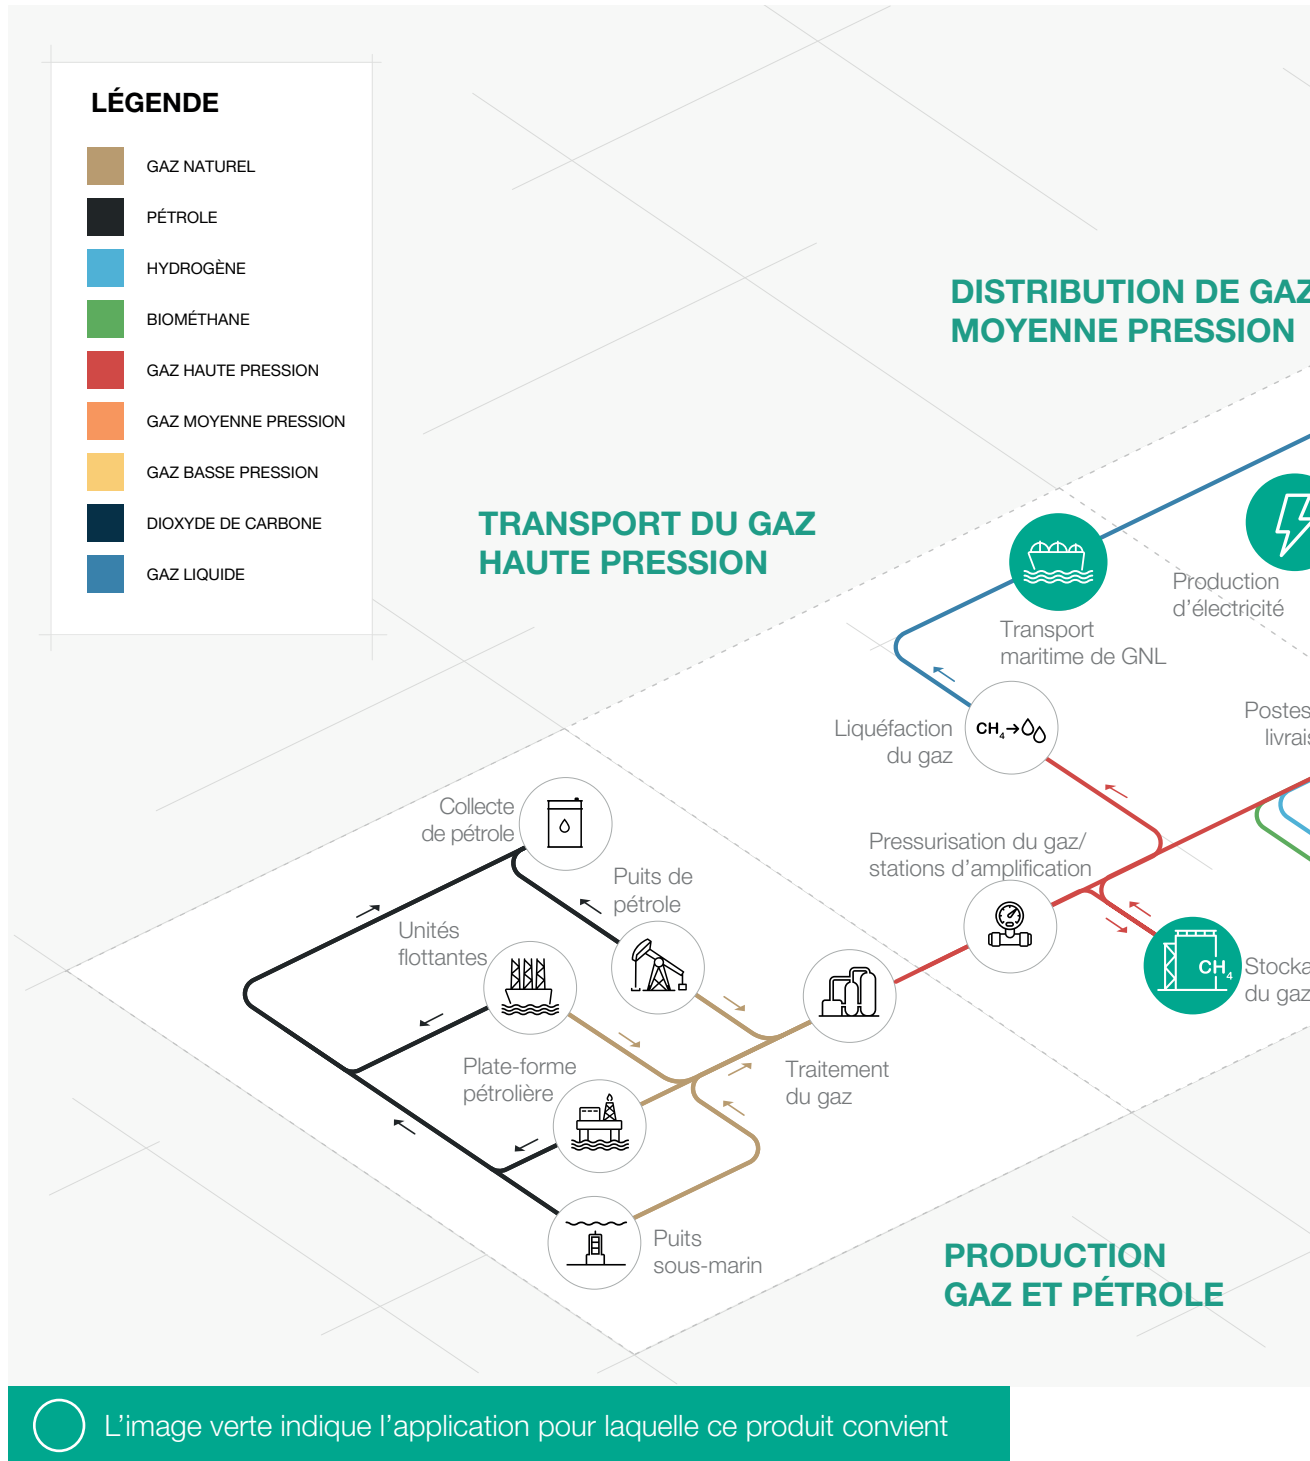 LÉGENDE
GAZ NATUREL
PÉTROLE
HYDROGÈNE
BIOMÉTHANE
GAZ HAUTE PRESSION
GAZ MOYENNE PRESSION
GAZ BASSE PRESSION
DIOXYDE DE CARBONE
GAZ LIQUIDE
DISTRIBUTION DE GAZ
MOYENNE PRESSION
TRANSPORT DU GAZ
HAUTE PRESSION
Production
d'électricité
Transport
maritime de GNL
Postes
Liquéfaction
du gaz
CH₄→
Collecte
de pétrole
Pressurisation du gaz/
stations d'amplification
Puits de
pétrole
Unités
flottantes
CH₄
du gaz
Plate-forme
pétrolière
Traitement
du gaz
Puits
sous-marin
PRODUCTION
GAZ ET PÉTROLE
L'image verte indique l'application pour laquelle ce produit convient